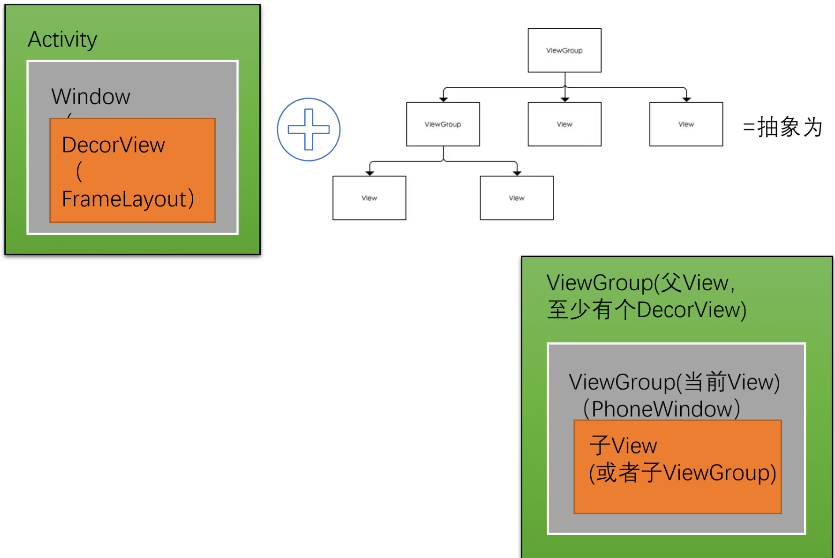 Activity
Window
(
DecorView
（
FrameLayout）
ViewGroup
ViewGroup
View
View
=抽象为
View
View
ViewGroup(父View,
至少有个DecorView)
ViewGroup(当前View)
（PhoneWindow）
子View
(或者子ViewGroup)